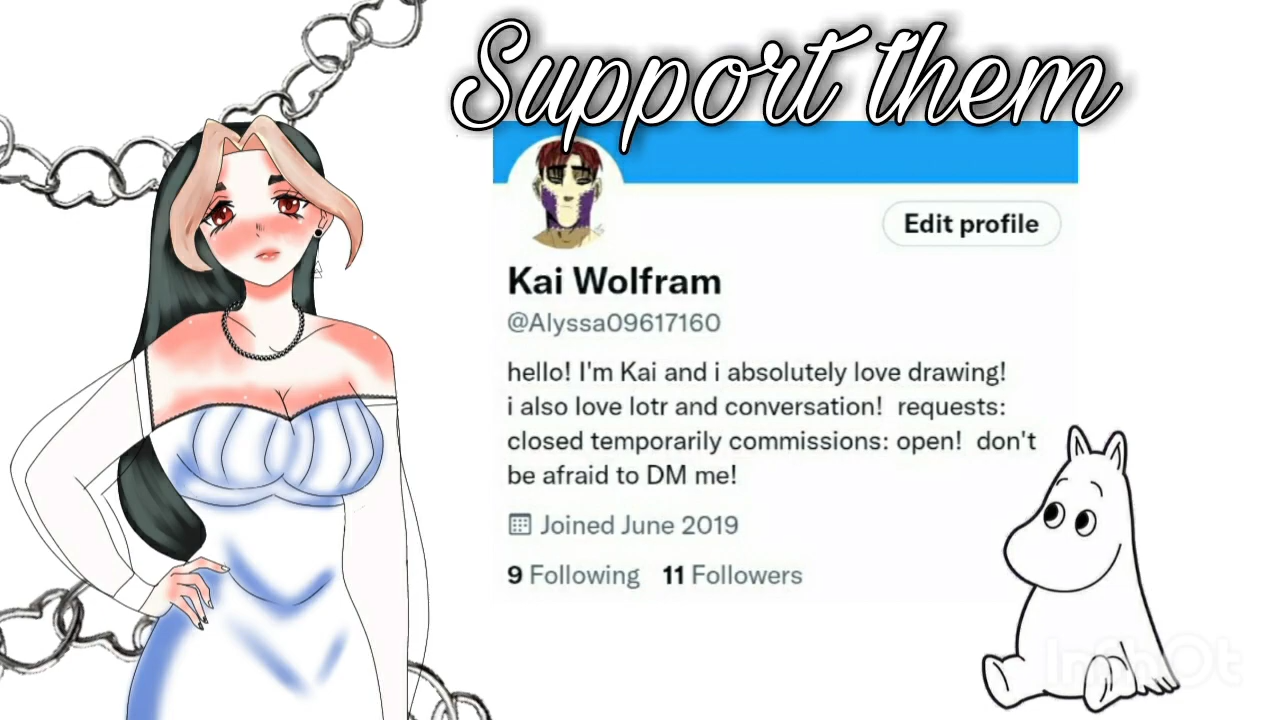 Support them
Edit profile
Kai Wolfram
@Alyssa09617160
hello! I'm Kai and i absolutely love drawing!
i also love lotr and conversation!  requests:
closed temporarily commissions: open!  don't
be afraid to DM me!
Joined June 2019
9 Following 11 Followers
InShOt